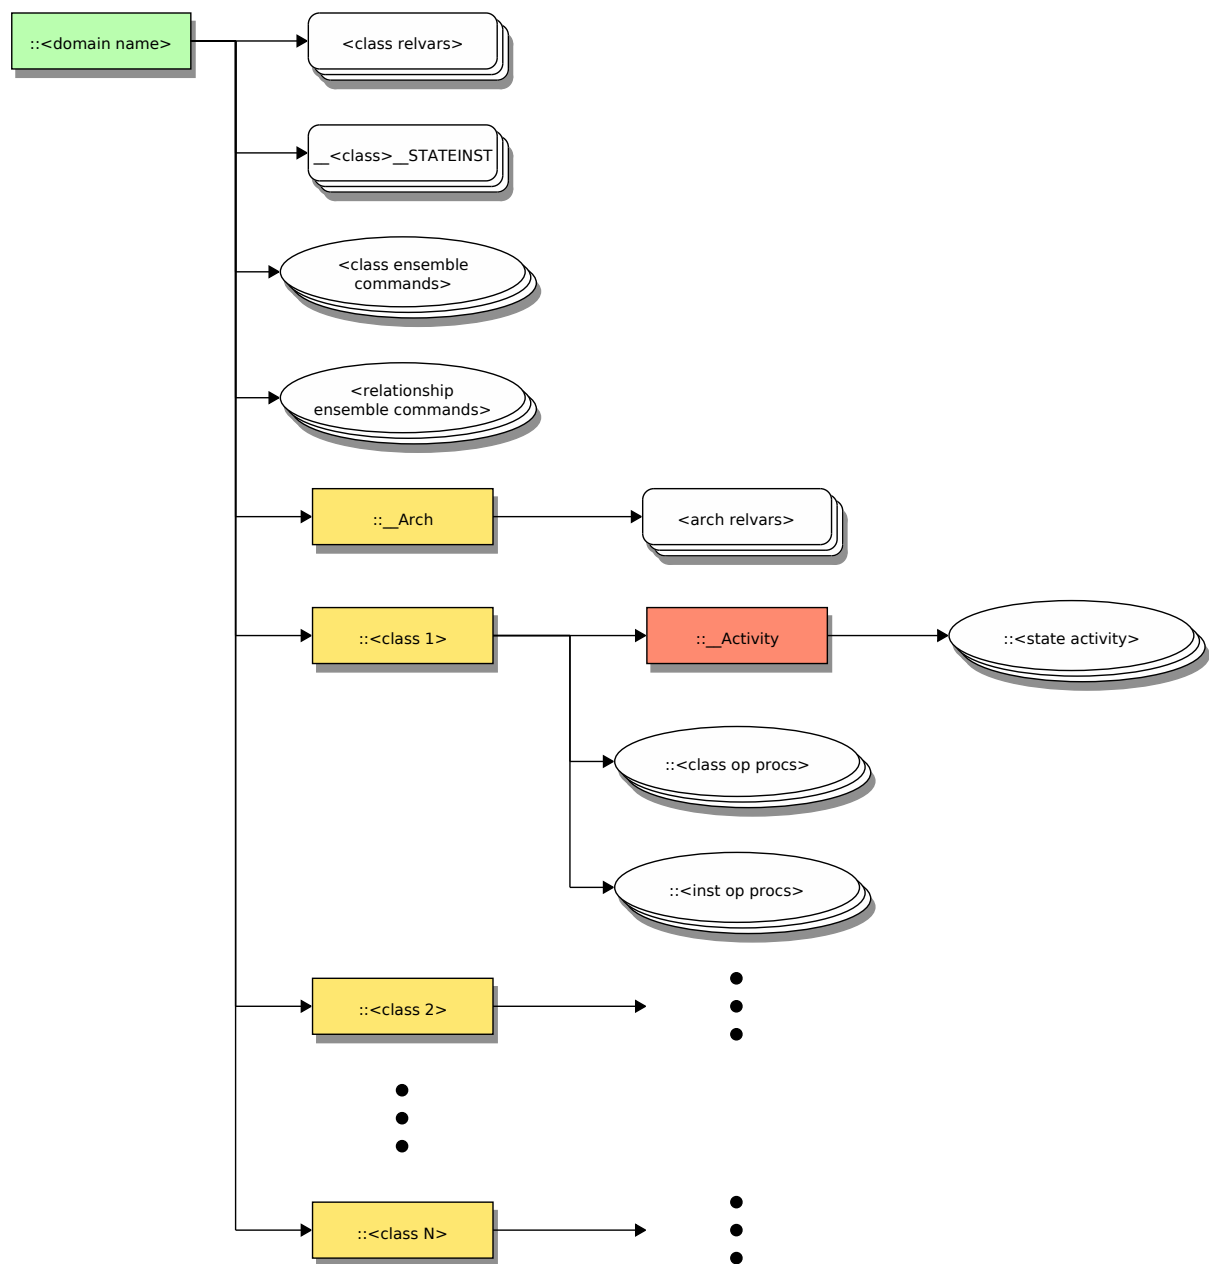 ::<domain name>
<class relvars>
__<class>__STATEINST
<class ensemble
commands>
<relationship
ensemble commands>
::__Arch
<arch relvars>
::<class 1>
::__Activity
::<state activity>
::<class op procs>
::<inst op procs>
::<class 2>
::<class N>